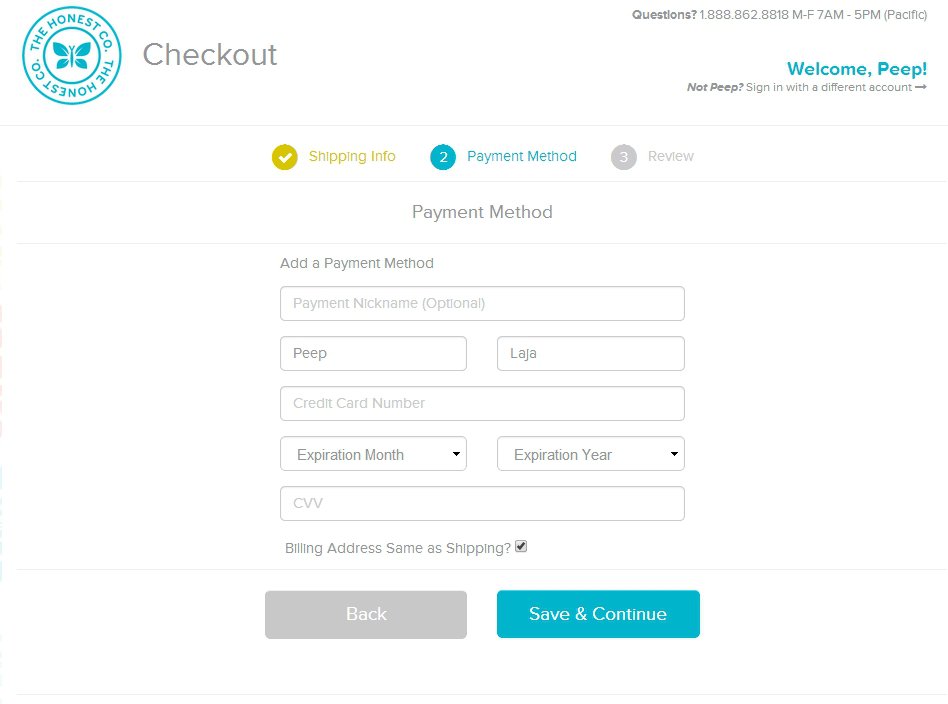 THE HONEST CO. THE HONEST CO.
Checkout
Questions? 1.888.862.8818 M-F 7AM - 5PM (Pacific)
Welcome, Peep!
Not Peep? Sign in with a different account
Shipping Info
2 Payment Method
3 Review
Payment Method
Add a Payment Method
Payment Nickname (Optional)
Peep Laja
Credit Card Number
Expiration Month Expiration Year
CVV
Billing Address Same as Shipping?
Back Save & Continue